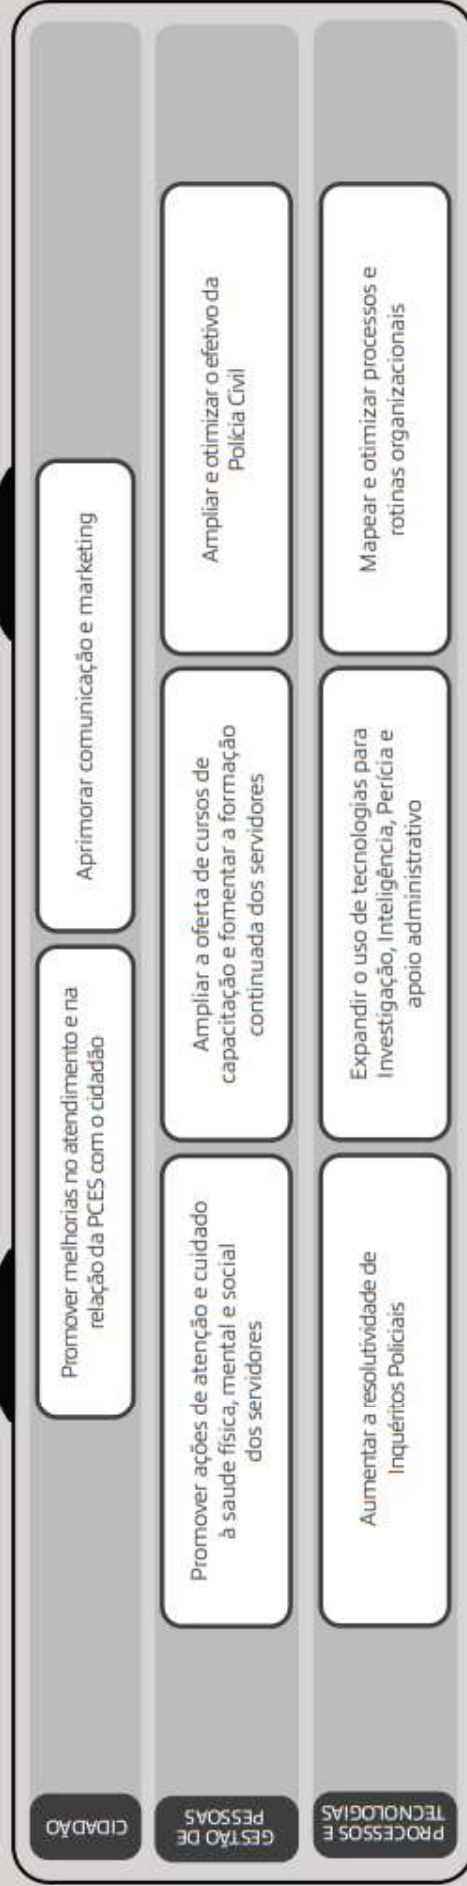 CIDADÃO
Promover melhorias no atendimento e na
relação da PCES com o cidadão
Aprimorar comunicação e marketing
GESTÃO DE
PESSOAS
Promover ações de atenção e cuidado
à saude física, mental e social
dos servidores
Ampliar a oferta de cursos de
capacitação e fomentar a formação
continuada dos servidores
Ampliar e otimizar o efetivo da
Polícia Civil
PROCESSOS E
TECNOLOGIAS
Aumentar a resolutividade de
Inquéritos Policiais
Expandir o uso de tecnologias para
Investigação, Inteligência, Perícia e
apoio administrativo
Mapear e otimizar processos e
rotinas organizacionais